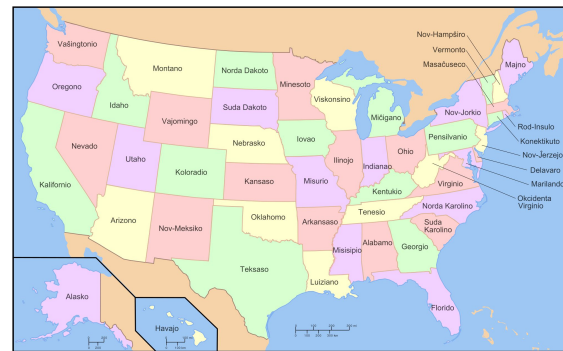 Nov-Hampŝiro
Vermonto
Masaĉuseco
Majno
Vaŝingtonio
Montano
Norda Dakoto
Minesoto
Oregono
Idaho
Suda Dakoto
Viskonsino
Miĉigano
Nov-Jorkio
Rod-Insulo
Konektikuto
Nov-Ĵerzejo
Delavaro
Marilando
Okcidenta
Virginio
Vajomingo
Nebrasko
Iovao
Pensilvanio
Nevado
Utaho
Koloradio
Kansaso
Misurio
Ilinojo
Indianao
Ohio
Virginio
Kentukio
Kalifornio
Arizono
Nov-Meksiko
Oklahomo
Arkansaso
Tenesio
Norda Karolino
Suda
Karolino
Teksaso
Luiziano
Misisipio
Alabamo
Georgio
Florido
Alasko
Havajo